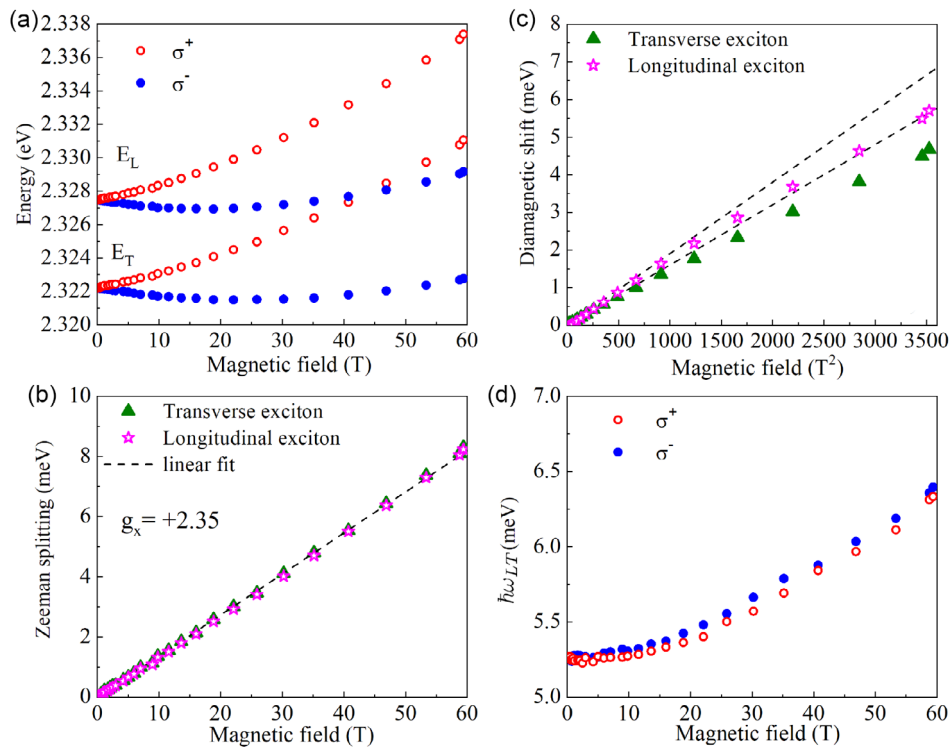 (a)
σ+
σ-
E_L
E_T
Energy (eV)
2.338
2.336
2.334
2.332
2.330
2.328
2.326
2.324
2.322
2.320
0 10 20 30 40 50 60
Magnetic field (T)
(c)
Transverse exciton
Longitudinal exciton
Diamagnetic shift (meV)
8
7
6
5
4
3
2
1
0
500 1000 1500 2000 2500 3000 3500
Magnetic field (T²)
(b)
Transverse exciton
Longitudinal exciton
linear fit
g_x= +2.35
Zeeman splitting (meV)
10
8
6
4
2
0
0 10 20 30 40 50 60
Magnetic field (T)
(d)
σ+
σ-
ℏω_LT (meV)
7.0
6.5
6.0
5.5
5.0
0 10 20 30 40 50 60
Magnetic field (T)